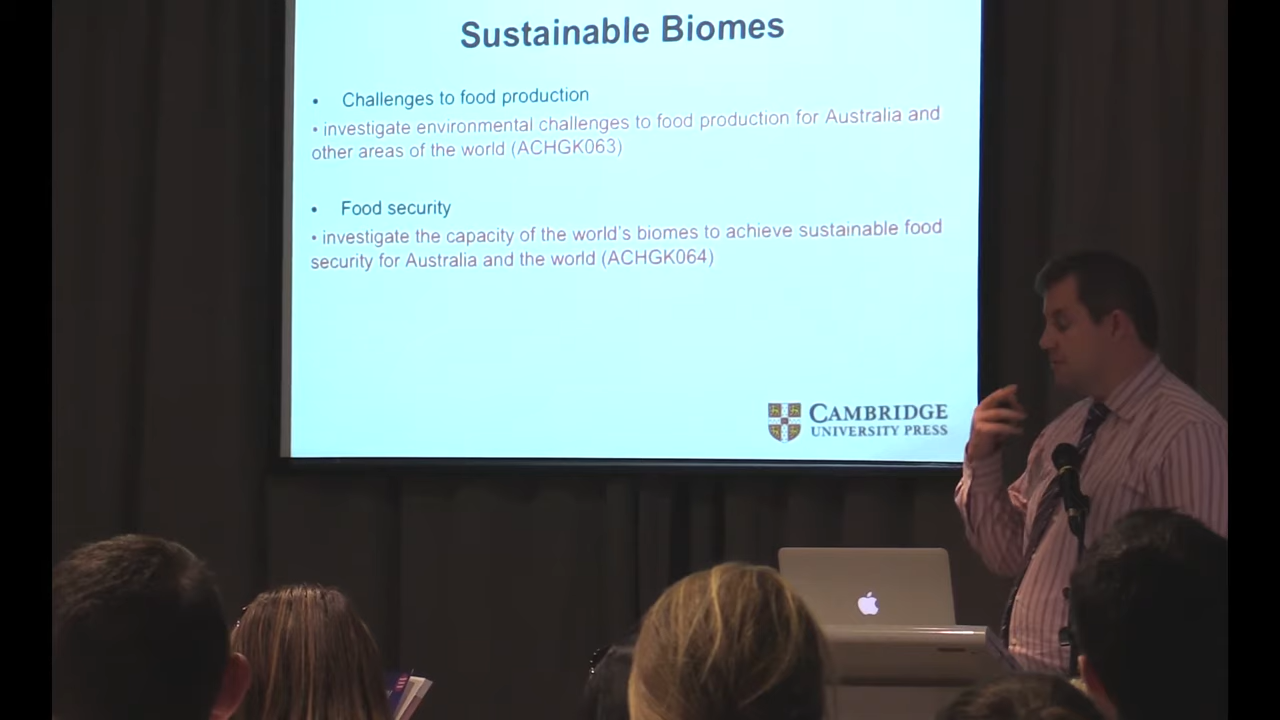 Sustainable Biomes
• Challenges to food production
• investigate environmental challenges to food production for Australia and
other areas of the world (ACHGK063)
• Food security
• investigate the capacity of the world's biomes to achieve sustainable food
security for Australia and the world (ACHGK064)
CAMBRIDGE
UNIVERSITY PRESS